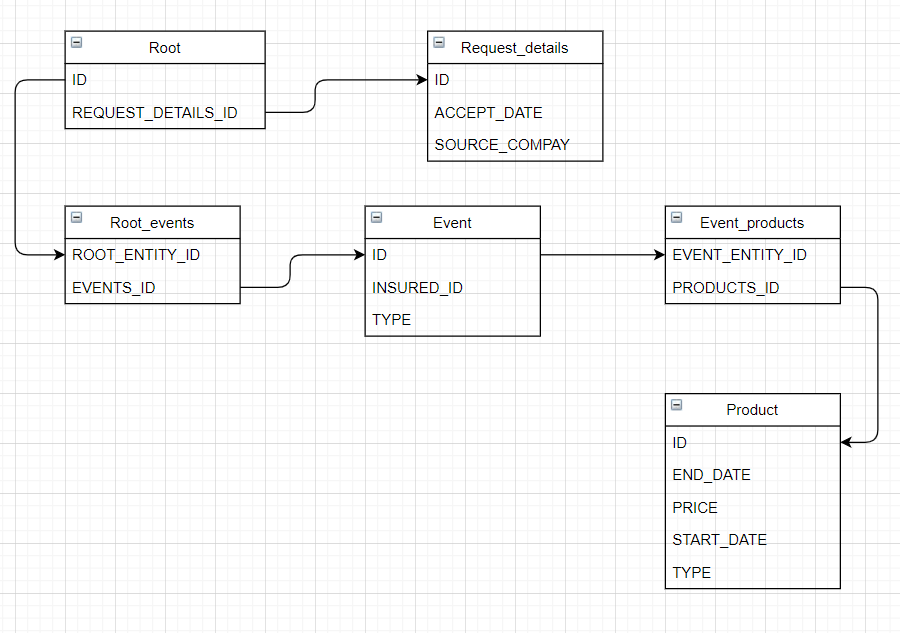 Root
ID
REQUEST_DETAILS_ID
Request_details
ID
ACCEPT_DATE
SOURCE_COMPAY
Root_events
ROOT_ENTITY_ID
EVENTS_ID
Event
ID
INSURED_ID
TYPE
Event_products
EVENT_ENTITY_ID
PRODUCTS_ID
Product
ID
END_DATE
PRICE
START_DATE
TYPE